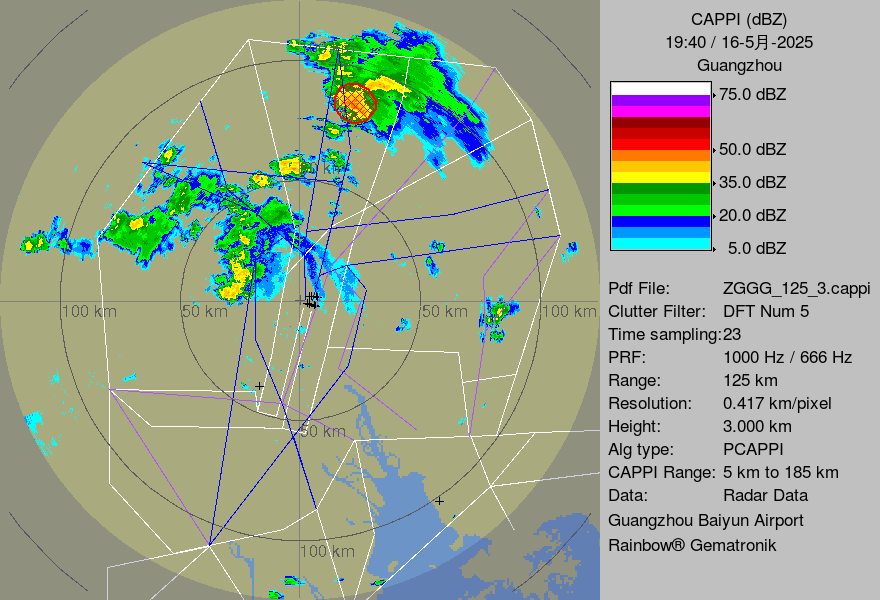 CAPPI (dBZ)
19:40 / 16-5月-2025
Guangzhou
75.0 dBZ
50.0 dBZ
35.0 dBZ
20.0 dBZ
5.0 dBZ
Pdf File: ZGGG_125_3.cappi
Clutter Filter: DFT Num 5
Time sampling:23
PRF: 1000 Hz / 666 Hz
Range: 125 km
Resolution: 0.417 km/pixel
Height: 3.000 km
Alg type: PCAPPI
CAPPI Range: 5 km to 185 km
Data: Radar Data
Guangzhou Baiyun Airport
Rainbow® Gematronik
km
100 km
50 km
50 km
100 km
50 km
100 km